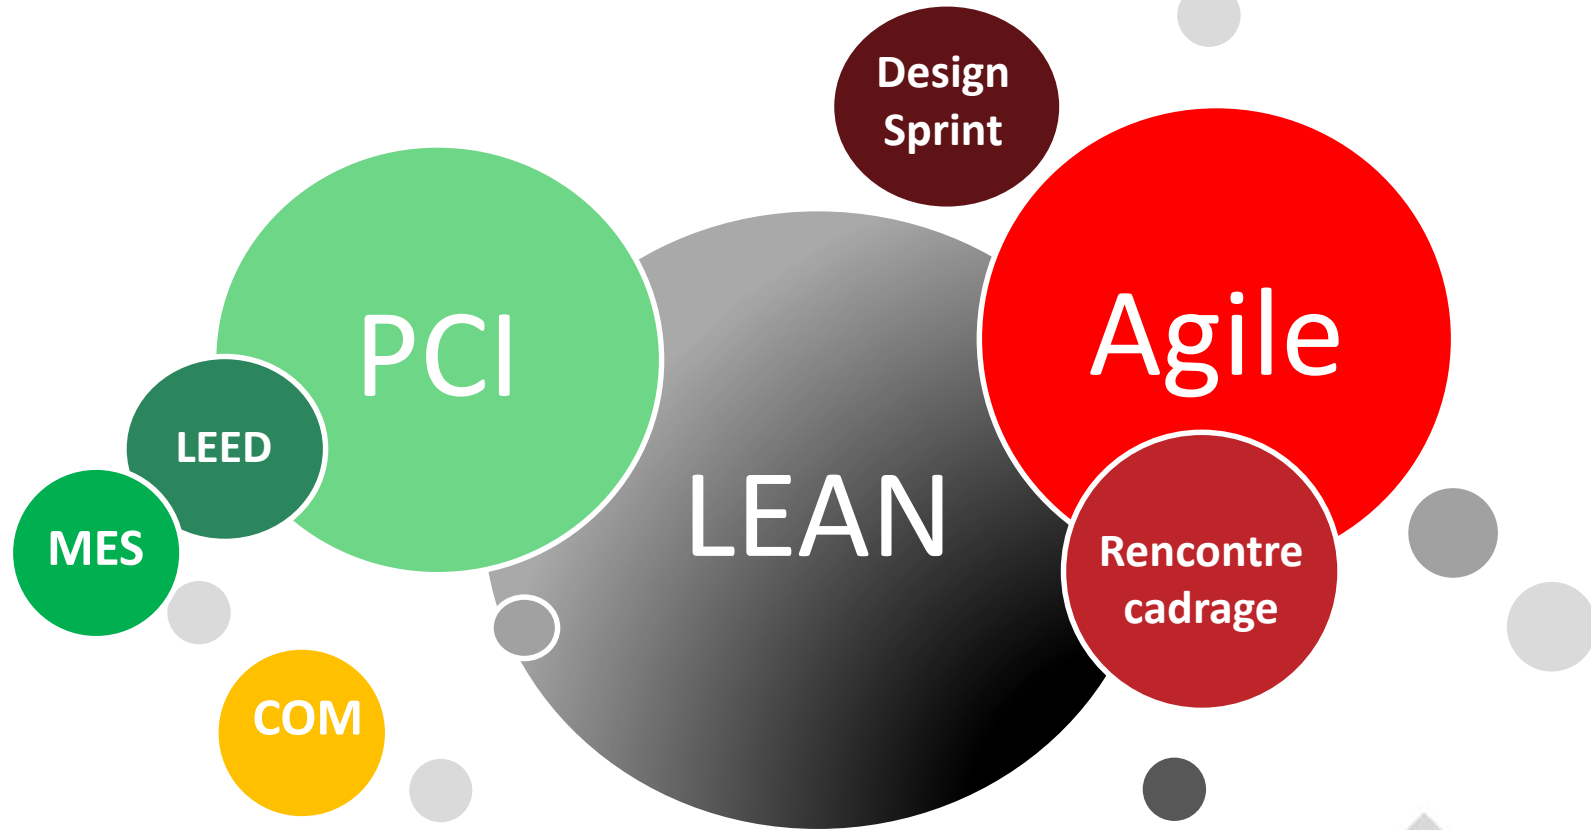 Design
Sprint
PCI
Agile
LEED
LEAN
MES
Rencontre
cadrage
COM